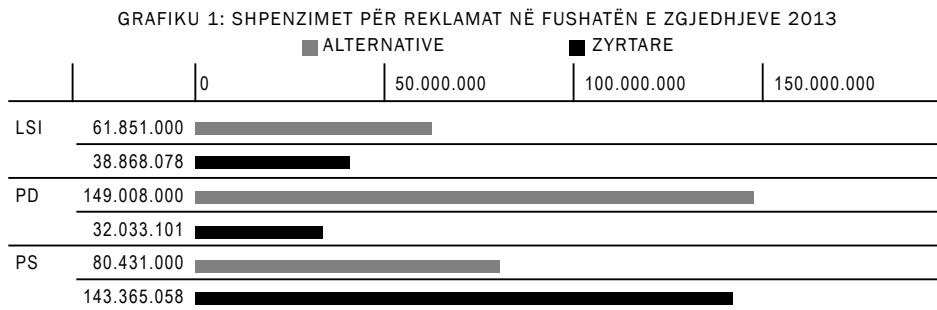 GRAFIKU 1: SHPENZIMET PËR REKLAMAT NË FUSHATËN E ZGJEDHJEVE 2013
ALTERNATIVE ZYRTARE
0 50.000.000 100.000.000 150.000.000
LSI 61.851.000
38.868.078
PD 149.008.000
32.033.101
PS 80.431.000
143.365.058